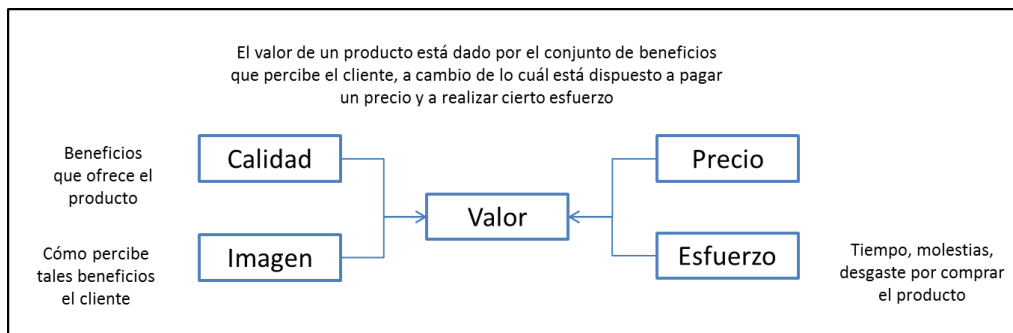 El valor de un producto está dado por el conjunto de beneficios
que percibe el cliente, a cambio de lo cuál está dispuesto a pagar
un precio y a realizar cierto esfuerzo
Beneficios
que ofrece el
producto
Calidad
Precio
Valor
Cómo percibe
tales beneficios
el cliente
Imagen
Esfuerzo
Tiempo, molestias,
desgaste por comprar
el producto